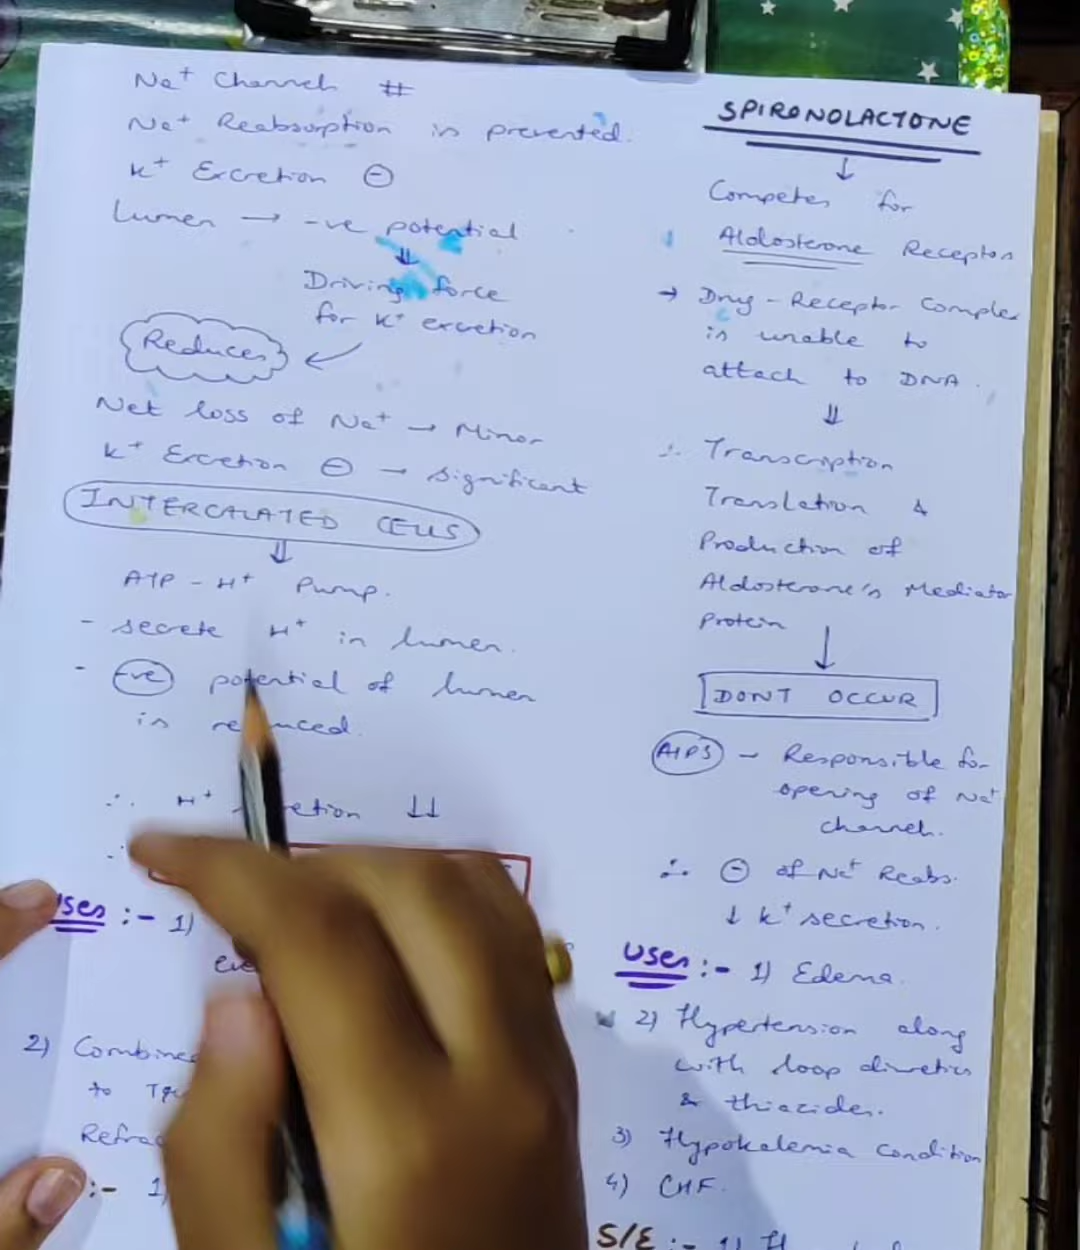 Na+ Channel #
Na+ Reabsorption is prevented.
K+ Excretion ⊖
Lumen → -ve potential
⇓
Driving force
for K+ excretion
Reduces ←
Net loss of Na+ → Minor
K+ Excretion ⊖ → significant
INTERCALATED CELLS
⇓
ATP - H+ Pump.
- secrete H+ in lumen.
- -ve potential of lumen
is
∴ H+ ↓↓
Uses :- 1)
2)
to
:- 1)
SPIRONOLACTONE
↓
Competes for
Aldosterone Receptors
→ Drug - Receptor Complex
is unable to
attach to DNA.
⇓
∴ Transcription
Translation &
Production of
Aldosterone's Mediator
Protein ↓
DONT OCCUR
AIPS → Responsible for
opening of Na+
channel.
∴ ⊖ of Na+ Reabs.
↓ K+ secretion.
Uses :- 1) Edema.
2) Hypertension along
with loop diuretics
& thiazides.
3) Hypokalemia condition
4) CHF.
S/E :- 1)